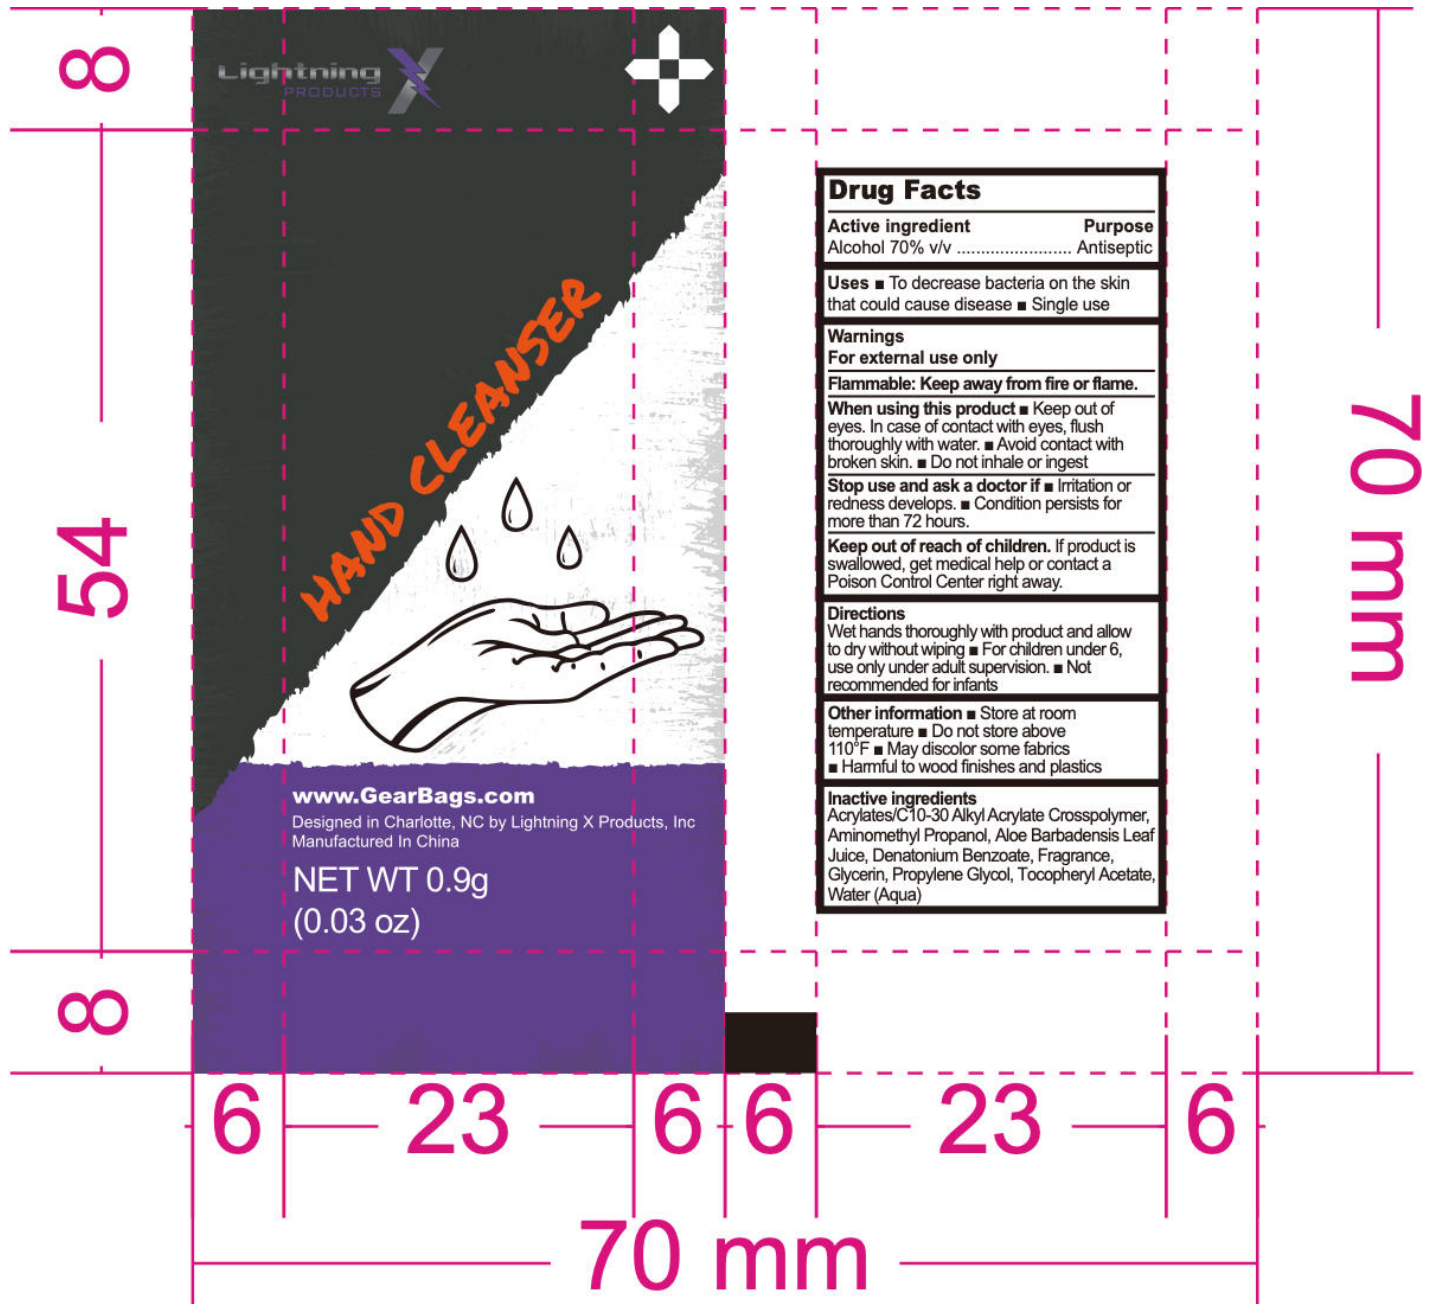 8
Lightning X
PRODUCTS
54
HAND CLEANSER
www.GearBags.com
Designed in Charlotte, NC by Lightning X Products, Inc
Manufactured In China
NET WT 0.9g
(0.03 oz)
8
Drug Facts
Active ingredient Purpose
Alcohol 70% v/v ........................ Antiseptic
Uses ■ To decrease bacteria on the skin
that could cause disease ■ Single use
Warnings
For external use only
Flammable: Keep away from fire or flame.
When using this product ■ Keep out of
eyes. In case of contact with eyes, flush
thoroughly with water. ■ Avoid contact with
broken skin. ■ Do not inhale or ingest
Stop use and ask a doctor if ■ Irritation or
redness develops. ■ Condition persists for
more than 72 hours.
Keep out of reach of children. If product is
swallowed, get medical help or contact a
Poison Control Center right away.
Directions
Wet hands thoroughly with product and allow
to dry without wiping ■ For children under 6,
use only under adult supervision. ■ Not
recommended for infants
Other information ■ Store at room
temperature ■ Do not store above
110°F ■ May discolor some fabrics
■ Harmful to wood finishes and plastics
Inactive ingredients
Acrylates/C10-30 Alkyl Acrylate Crosspolymer,
Aminomethyl Propanol, Aloe Barbadensis Leaf
Juice, Denatonium Benzoate, Fragrance,
Glycerin, Propylene Glycol, Tocopheryl Acetate,
Water (Aqua)
70 mm
6 23 6 6 23 6
70 mm